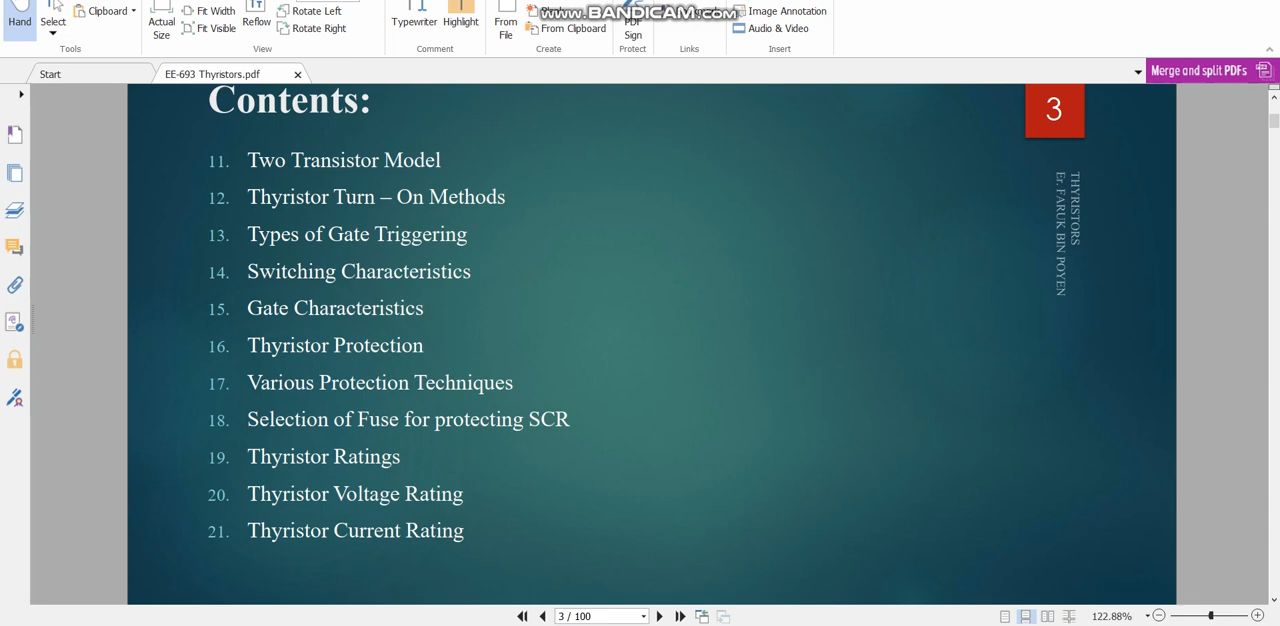 www.BANDICAM.com
Hand
Select
Clipboard
Actual Size
Fit Width
Fit Visible
Reflow
Rotate Left
Rotate Right
Typewriter
Highlight
From File
From Clipboard
PDF Sign
Image Annotation
Audio & Video
Tools
View
Comment
Create
Protect
Links
Insert
Start
EE-693 Thyristors.pdf
Merge and split PDFs
Contents:
3
11. Two Transistor Model
12. Thyristor Turn – On Methods
13. Types of Gate Triggering
14. Switching Characteristics
15. Gate Characteristics
16. Thyristor Protection
17. Various Protection Techniques
18. Selection of Fuse for protecting SCR
19. Thyristor Ratings
20. Thyristor Voltage Rating
21. Thyristor Current Rating
THYRISTORS
Er. FARUK BIN POYEN
3 / 100
122.88%